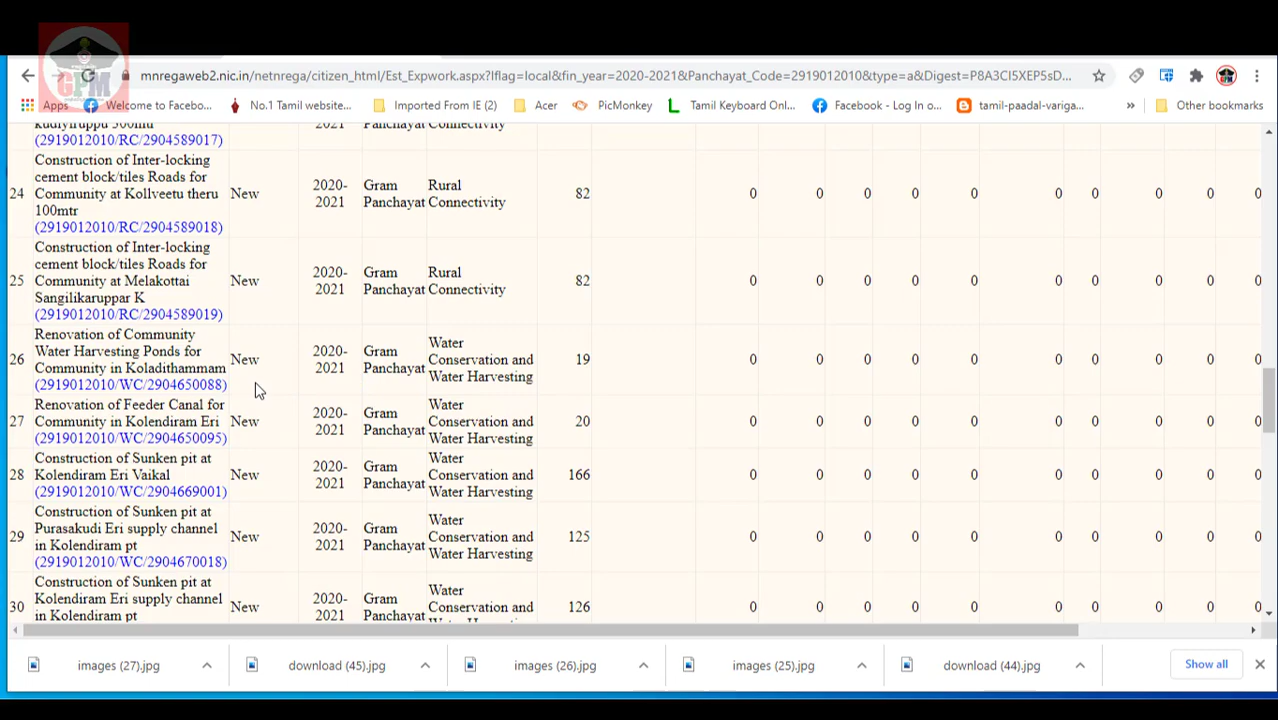 GPM
mnregaweb2.nic.in/netnrega/citizen_html/Est_Expwork.aspx?lflag=local&fin_year=2020-2021&Panchayat_Code=2919012010&type=a&Digest=P8A3CI5XEP5sD...
Apps Welcome to Facebo... No.1 Tamil website... Imported From IE (2) Acer PicMonkey Tamil Keyboard Onl... Facebook - Log In o... tamil-paadal-variga... » Other bookmarks
kudiyiruppu 500mtr 2021 Panchayat Connectivity
(2919012010/RC/2904589017)
24 Construction of Inter-locking cement block/tiles Roads for Community at Kollveetu theru 100mtr (2919012010/RC/2904589018) New 2020-2021 Gram Panchayat Rural Connectivity 82 0 0 0 0 0 0 0 0 0 0
25 Construction of Inter-locking cement block/tiles Roads for Community at Melakottai Sangilikaruppar K (2919012010/RC/2904589019) New 2020-2021 Gram Panchayat Rural Connectivity 82 0 0 0 0 0 0 0 0 0
26 Renovation of Community Water Harvesting Ponds for Community in Koladithammam (2919012010/WC/2904650088) New 2020-2021 Gram Panchayat Water Conservation and Water Harvesting 19 0 0 0 0 0 0 0 0 0
27 Renovation of Feeder Canal for Community in Kolendiram Eri (2919012010/WC/2904650095) New 2020-2021 Gram Panchayat Water Conservation and Water Harvesting 20 0 0 0 0 0 0 0 0 0
28 Construction of Sunken pit at Kolendiram Eri Vaikal (2919012010/WC/2904669001) New 2020-2021 Gram Panchayat Water Conservation and Water Harvesting 166 0 0 0 0 0 0 0 0 0
29 Construction of Sunken pit at Purasakudi Eri supply channel in Kolendiram pt (2919012010/WC/2904670018) New 2020-2021 Gram Panchayat Water Conservation and Water Harvesting 125 0 0 0 0 0 0 0 0 0
30 Construction of Sunken pit at Kolendiram Eri supply channel in Kolendiram pt New 2020-2021 Gram Panchayat Water Conservation and 126 0 0 0 0 0 0 0 0 0
images (27).jpg download (45).jpg images (26).jpg images (25).jpg download (44).jpg Show all